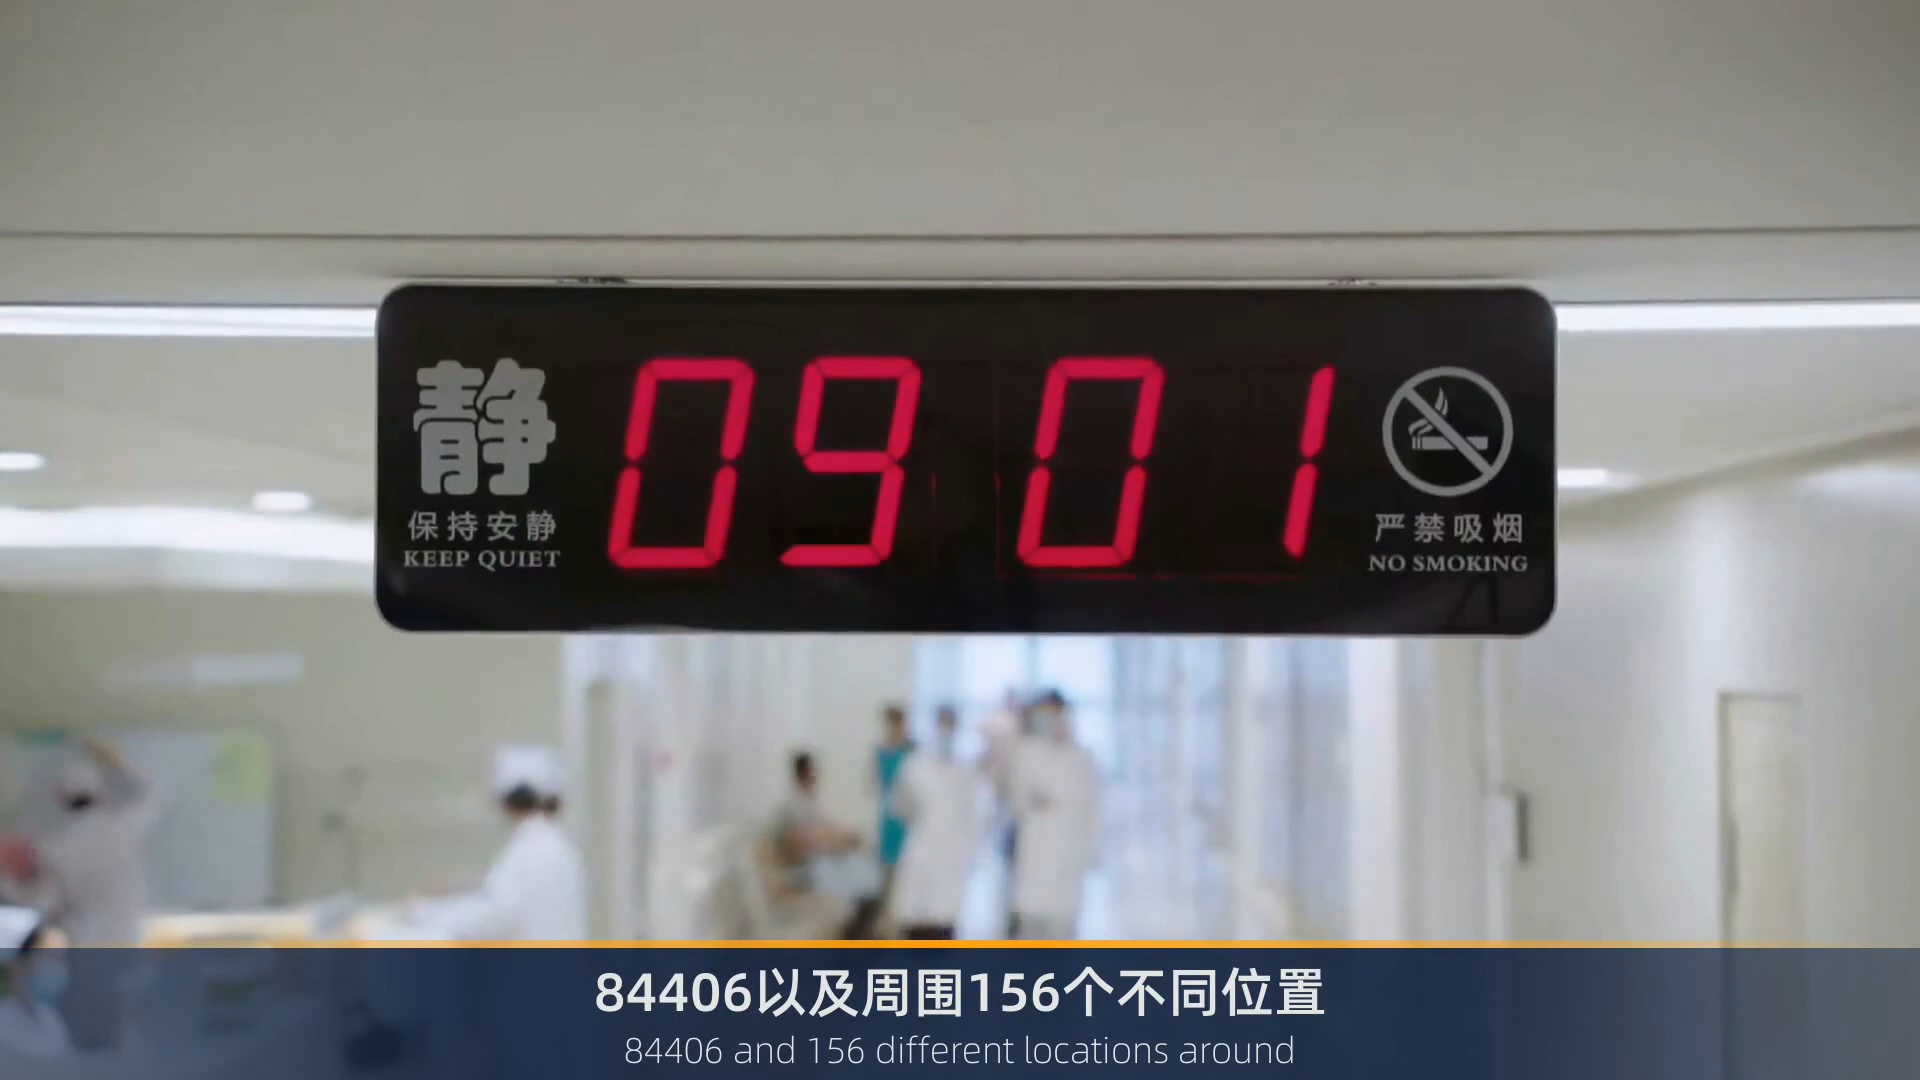 静
保持安静
KEEP QUIET
09 01
严禁吸烟
NO SMOKING
84406以及周围156个不同位置
84406 and 156 different locations around